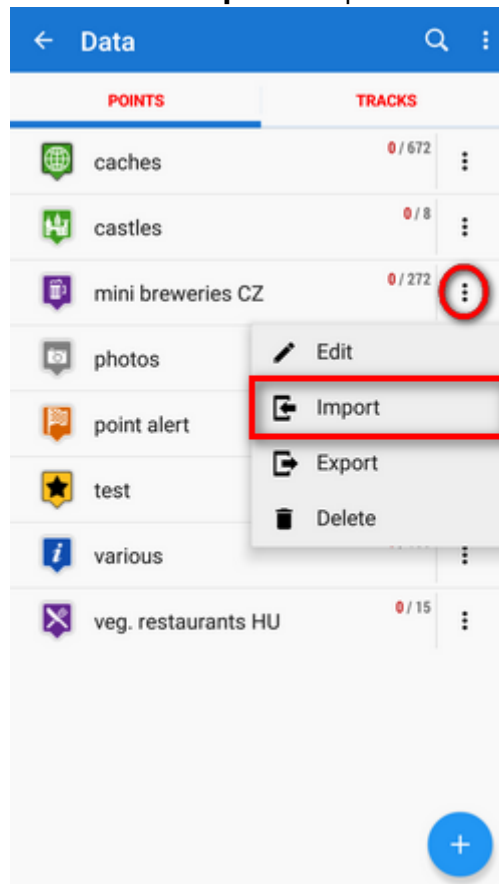 Data
POINTS TRACKS
caches 0 / 672
castles 0 / 8
mini breweries CZ 0 / 272
photos
Edit
point alert
Import
test
Export
Delete
various
veg. restaurants HU 0 / 15